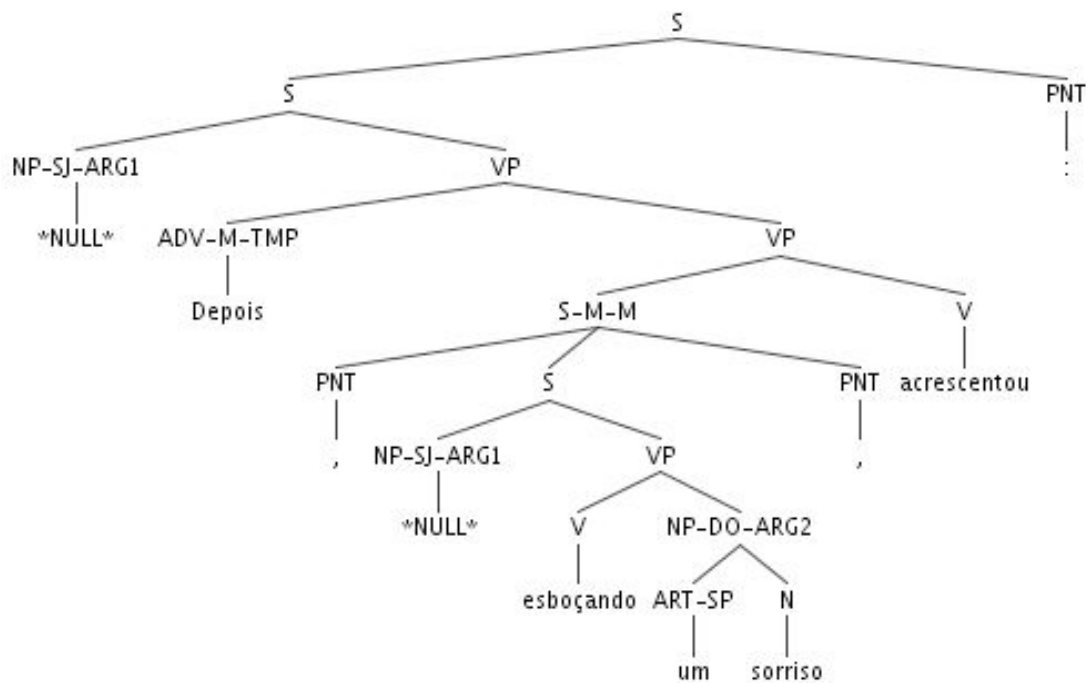 S
S PNT
NP-SJ-ARG1 VP :
*NULL* ADV-M-TMP VP
Depois S-M-M V
PNT S PNT acrescentou
, NP-SJ-ARG1 VP ,
*NULL* V NP-DO-ARG2
esboçando ART-SP N
um sorriso